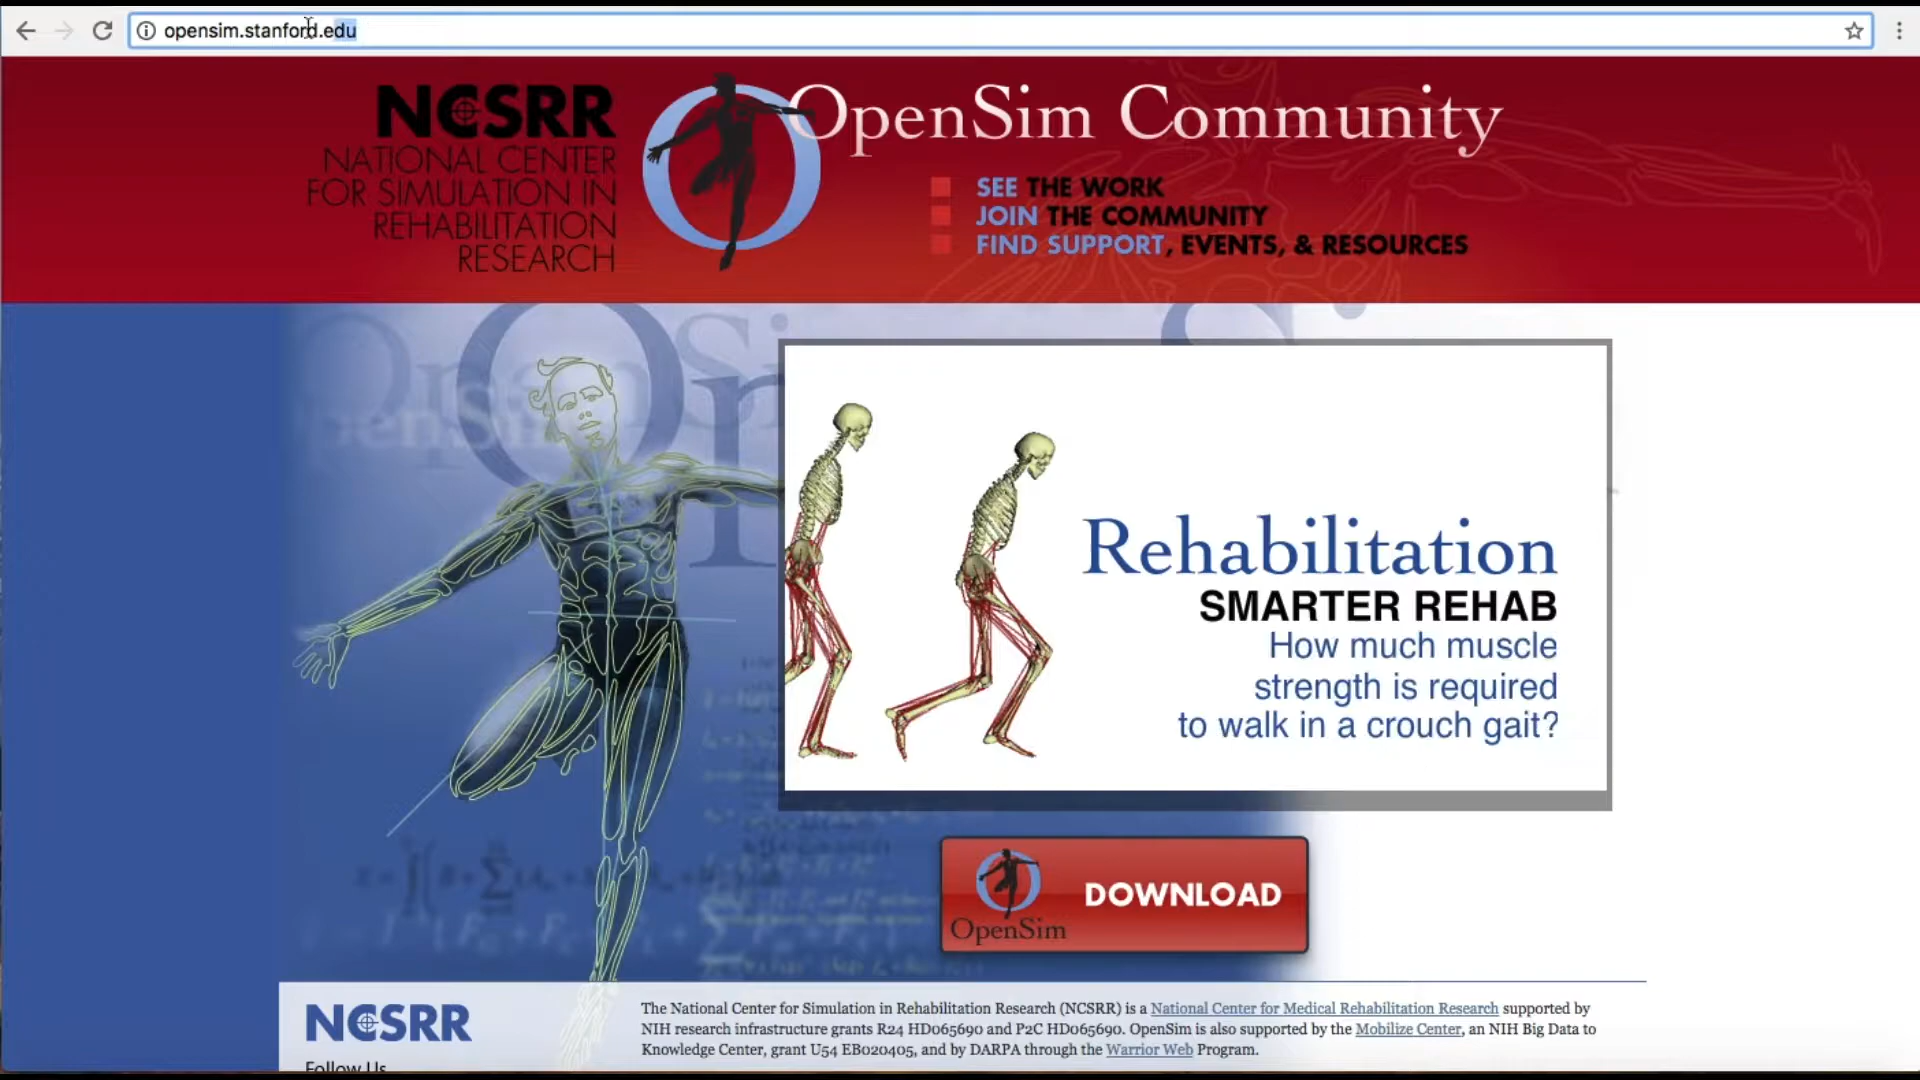 opensim.stanford.edu
NCSRR
NATIONAL CENTER
FOR SIMULATION IN
REHABILITATION
RESEARCH
OpenSim Community
SEE THE WORK
JOIN THE COMMUNITY
FIND SUPPORT, EVENTS, & RESOURCES
Rehabilitation
SMARTER REHAB
How much muscle
strength is required
to walk in a crouch gait?
OpenSim
DOWNLOAD
NCSRR
Follow Us
The National Center for Simulation in Rehabilitation Research (NCSRR) is a National Center for Medical Rehabilitation Research supported by
NIH research infrastructure grants R24 HD065690 and P2C HD065690. OpenSim is also supported by the Mobilize Center, an NIH Big Data to
Knowledge Center, grant U54 EB020405, and by DARPA through the Warrior Web Program.